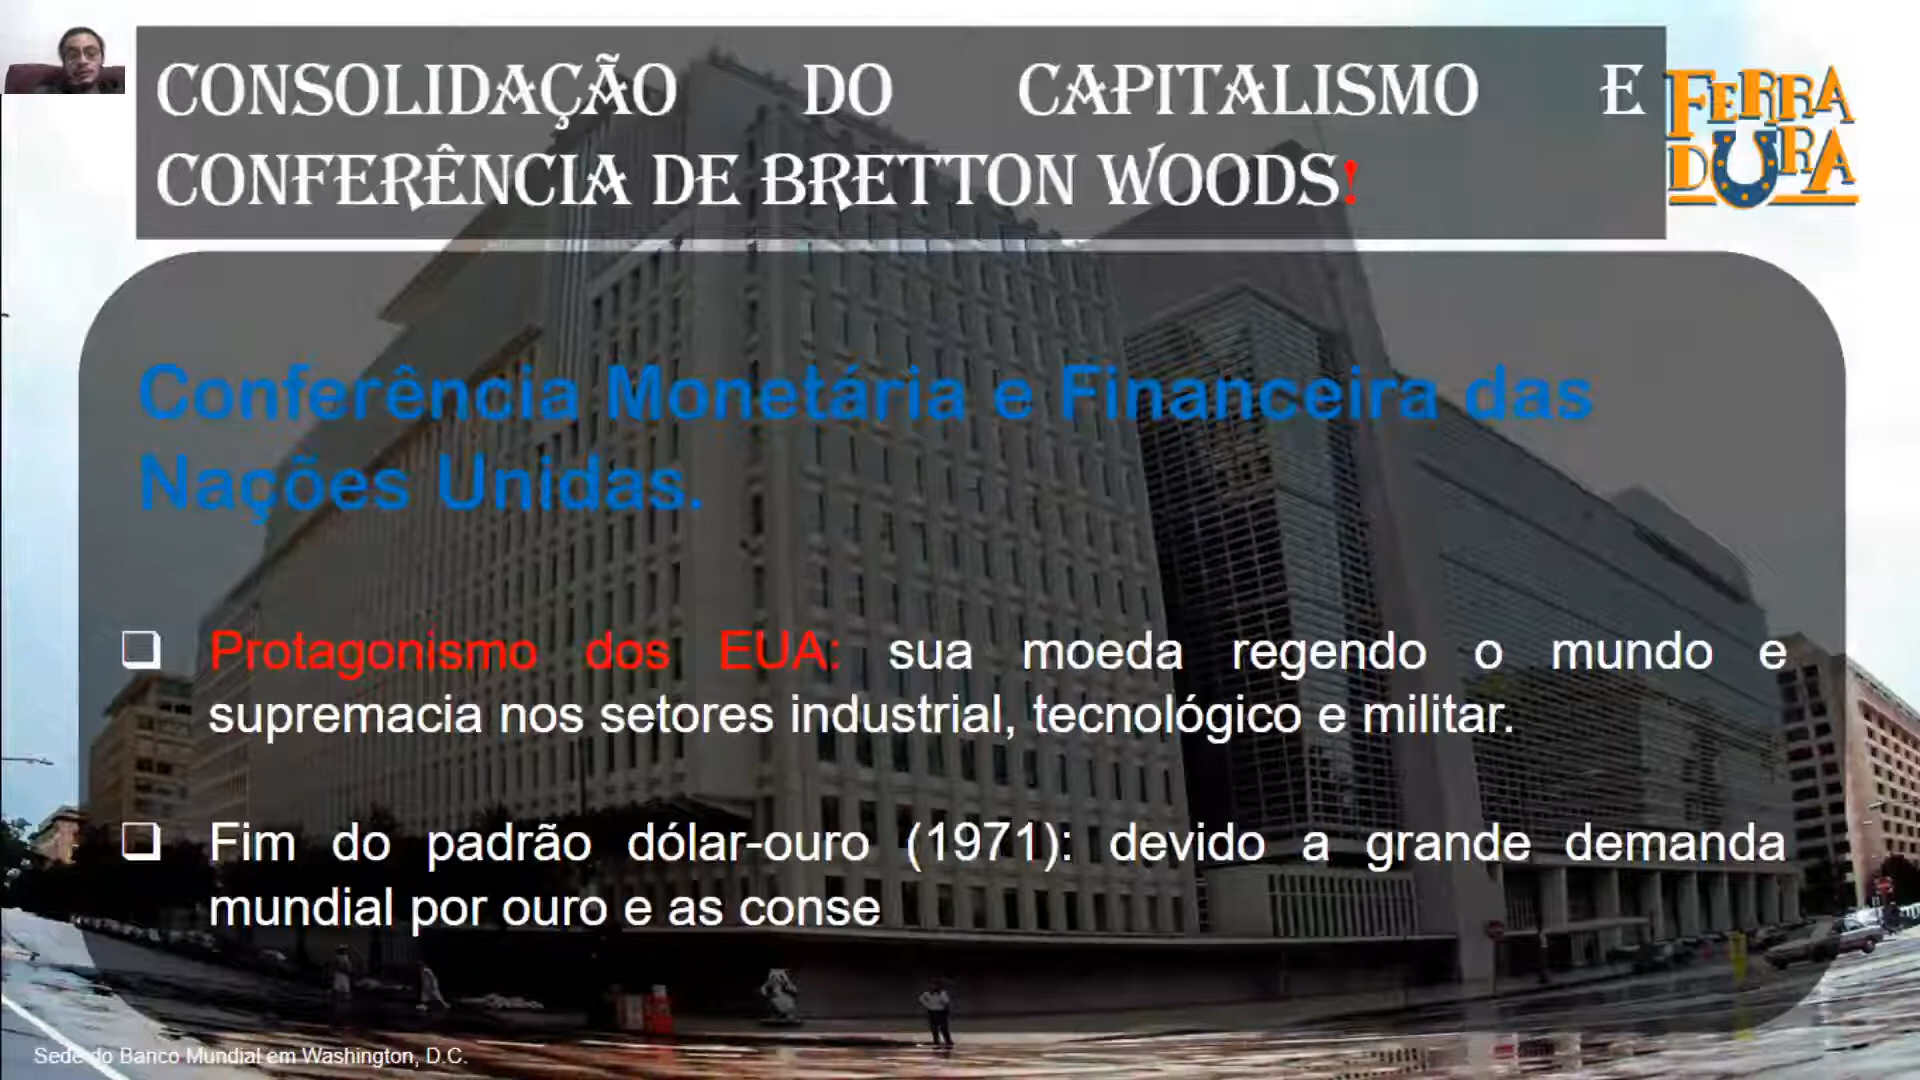 CONSOLIDAÇÃO DO CAPITALISMO E
CONFERÊNCIA DE BRETTON WOODS!
FERRA
DURA
Conferência Monetária e Financeira das
Nações Unidas.
❑ Protagonismo dos EUA: sua moeda regendo o mundo e
supremacia nos setores industrial, tecnológico e militar.
❑ Fim do padrão dólar-ouro (1971): devido a grande demanda
mundial por ouro e as conse
Sede do Banco Mundial em Washington, D.C.